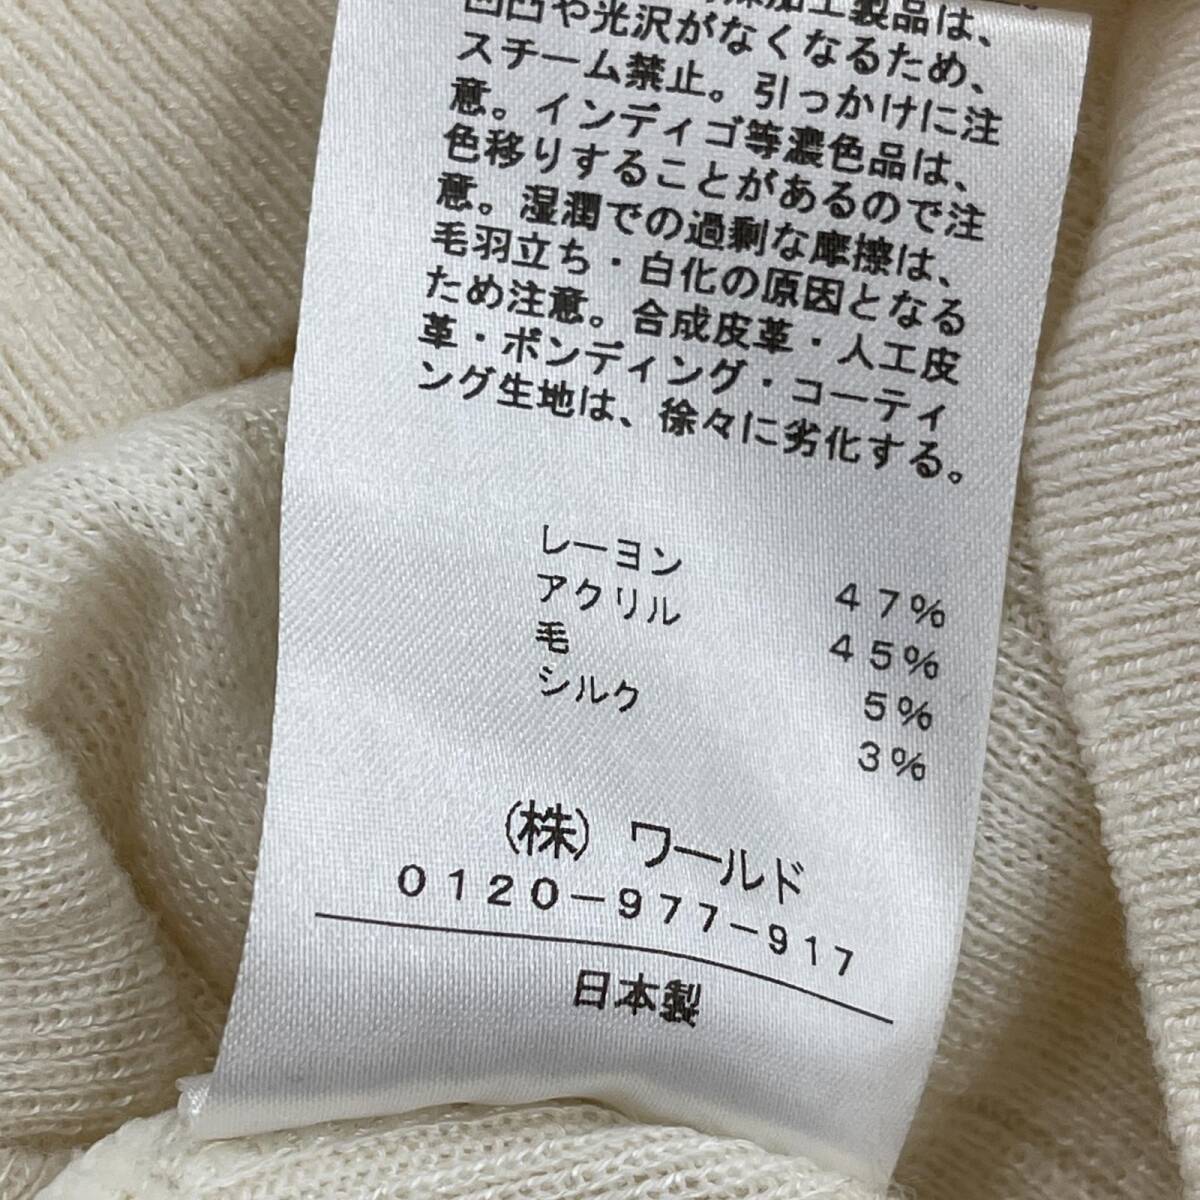 加工製品は、
凹凸や光沢がなくなるため、
スチーム禁止。引っかけに注
意。インディゴ等濃色品は、
色移りすることがあるので注
意。湿潤での過剰な摩擦は、
毛羽立ち・白化の原因となる
ため注意。合成皮革・人工皮
革・ボンディング・コーティ
ング生地は、徐々に劣化する。
レーヨン 47%
アクリル 45%
毛 5%
シルク 3%
(株)ワールド
0120-977-917
日本製